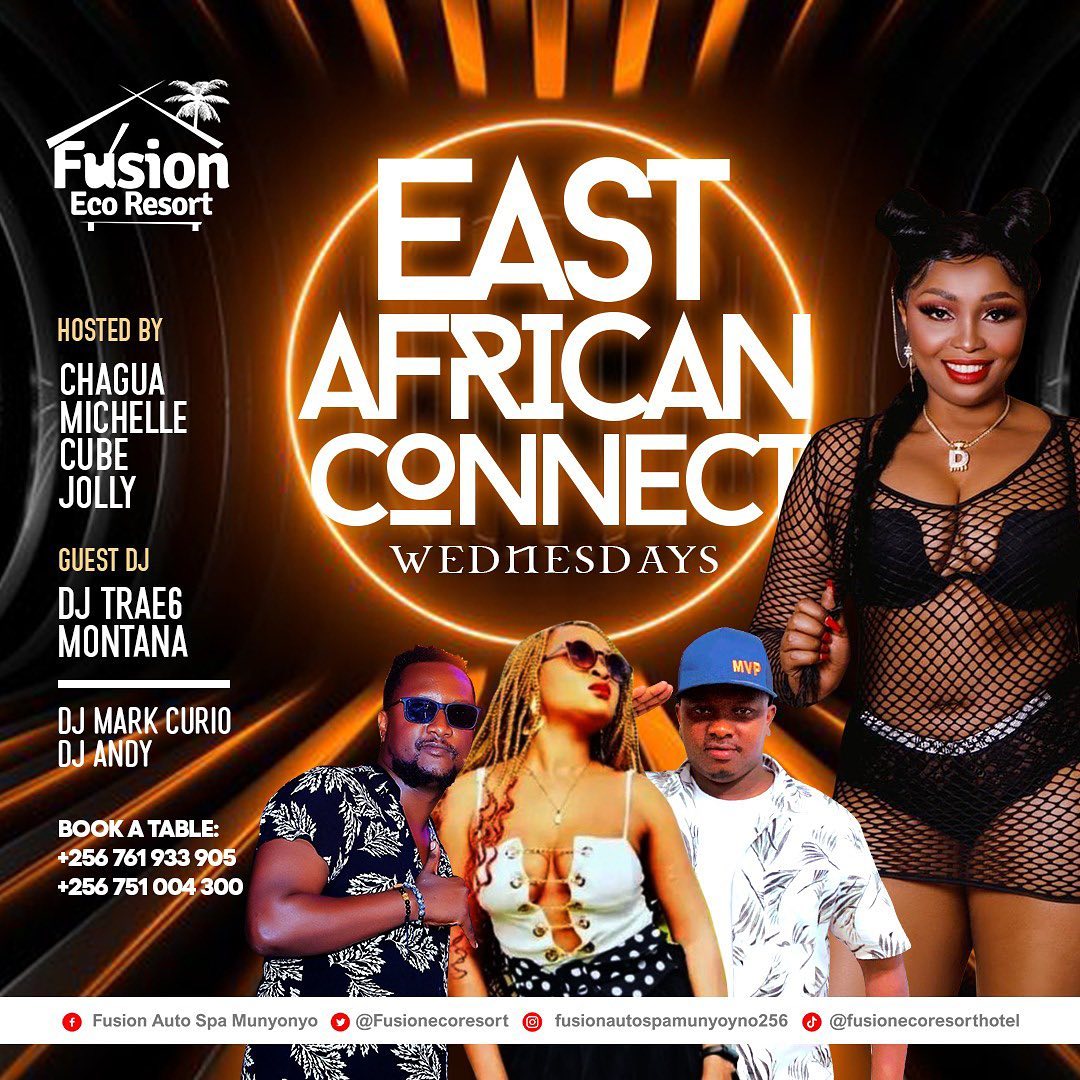 Fusion
Eco Resort
EAST
AFRICAN
CONNECT
WEDNESDAYS
HOSTED BY
CHAGUA
MICHELLE
CUBE
JOLLY
GUEST DJ
DJ TRAE6
MONTANA
DJ MARK CURIO
DJ ANDY
BOOK A TABLE:
+256 761 933 905
+256 751 004 300
MVP
D
Fusion Auto Spa Munyonyo @Fusionecoresort fusionautospamunyoyno256 @fusionecoresorthotel